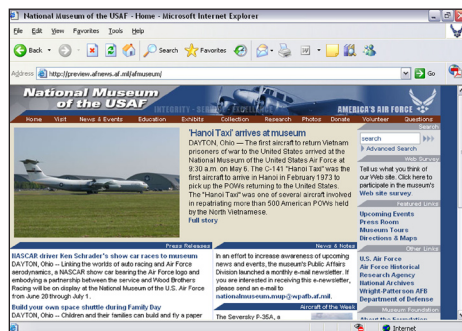 National Museum of the USAF - Home - Microsoft Internet Explorer
File Edit View Favorites Tools Help
Back Search Favorites
Address http://preview.afnews.af.mil/afmuseum/ Go
National Museum
of the USAF
INTEGRITY - SERVICE - EXCELLENCE
AMERICA'S AIR FORCE
Home Visit News & Events Education Exhibits Collection Research Photos Donate Volunteer Questions
'Hanoi Taxi' arrives at museum
DAYTON, Ohio — The first aircraft to return Vietnam
prisoners of war to the United States arrived at the
National Museum of the United States Air Force at
9:30 a.m. on May 6. The C-141 "Hanoi Taxi" was the
first aircraft to arrive in Hanoi in February 1973 to
pick up the POWs returning to the United States.
The "Hanoi Taxi" was one of several aircraft involved
in repatriating more than 500 American POWs held
by the North Vietnamese.
Full story
Search
search
Advanced Search
Web Survey
Tell us what you think of
our Web site. Click here to
participate in the museum's
Web site survey.
Featured Links
Upcoming Events
Press Room
Museum Tours
Directions & Maps
Other Links
U.S. Air Force
Air Force Historical
Research Agency
National Archives
Wright-Patterson AFB
Department of Defense
Museum Foundation
Press Releases
NASCAR driver Ken Schrader's show car races to museum
DAYTON, Ohio -- Linking the worlds of auto racing and Air Force
aerodynamics, a NASCAR show car bearing the Air Force logo and
embodying a partnership between the service and Wood Brothers
Racing will be on display at the National Museum of the U.S. Air Force
from June 28 through July 1.
Build your own space shuttle during Family Day
DAYTON, Ohio -- Children and their families can build and fly a paper
News & Notes
In an effort to increase awareness of upcoming
news and events, the museum's Public Affairs
Division launched a monthly e-mail newsletter. If
you are interested in receiving this e-newsletter,
please send an e-mail to
nationalmuseum.mup@wpafb.af.mil.
Aircraft of the Week
The Seversky P-35A, a
Internet